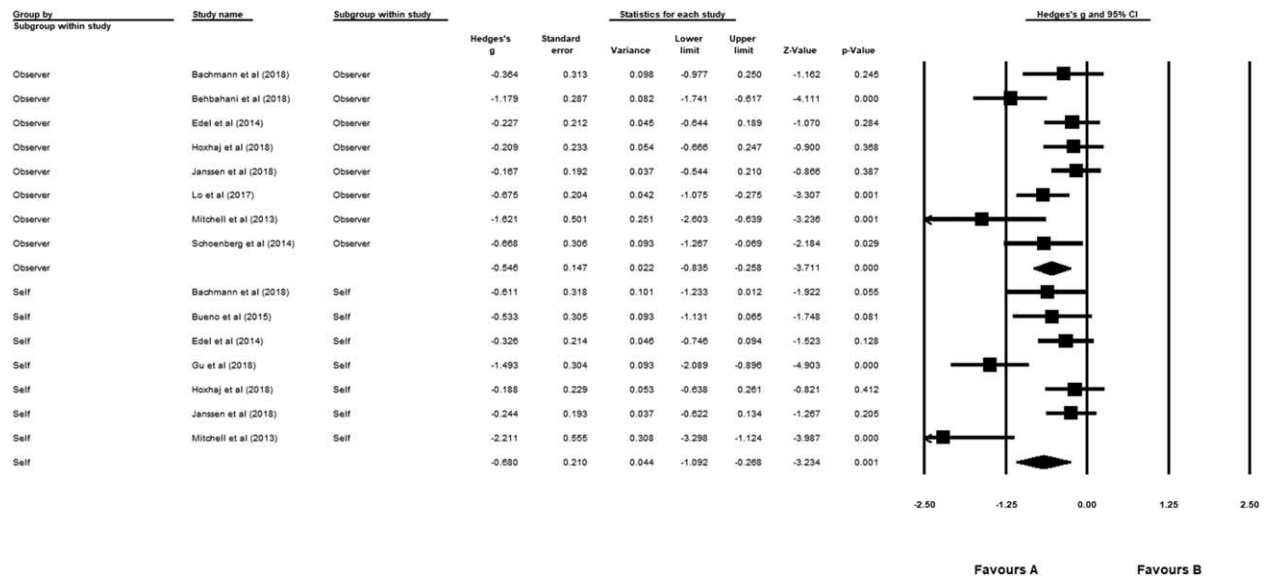 Group by Study name Subgroup within study Statistics for each study Hedges's g and 95% CI
Subgroup within study
Hedges's g Standard error Variance Lower limit Upper limit Z-Value p-Value
Observer Bachmann et al (2018) Observer -0.364 0.313 0.098 -0.977 0.250 -1.162 0.245
Observer Behbahani et al (2018) Observer -1.179 0.287 0.082 -1.741 -0.617 -4.111 0.000
Observer Edel et al (2014) Observer -0.227 0.212 0.045 -0.644 0.189 -1.070 0.284
Observer Hoxhaj et al (2018) Observer -0.209 0.233 0.054 -0.666 0.247 -0.900 0.368
Observer Janssen et al (2018) Observer -0.167 0.192 0.037 -0.544 0.210 -0.866 0.387
Observer Lo et al (2017) Observer -0.675 0.204 0.042 -1.075 -0.275 -3.307 0.001
Observer Mitchell et al (2013) Observer -1.621 0.501 0.251 -2.603 -0.639 -3.236 0.001
Observer Schoenberg et al (2014) Observer -0.668 0.306 0.093 -1.267 -0.069 -2.184 0.029
Observer -0.546 0.147 0.022 -0.835 -0.258 -3.711 0.000
Self Bachmann et al (2018) Self -0.611 0.318 0.101 -1.233 0.012 -1.922 0.055
Self Bueno et al (2015) Self -0.533 0.305 0.093 -1.131 0.065 -1.748 0.081
Self Edel et al (2014) Self -0.326 0.214 0.046 -0.746 0.094 -1.523 0.128
Self Gu et al (2018) Self -1.493 0.304 0.093 -2.089 -0.896 -4.903 0.000
Self Hoxhaj et al (2018) Self -0.188 0.229 0.053 -0.638 0.261 -0.821 0.412
Self Janssen et al (2018) Self -0.244 0.193 0.037 -0.622 0.134 -1.267 0.205
Self Mitchell et al (2013) Self -2.211 0.555 0.308 -3.298 -1.124 -3.987 0.000
Self -0.680 0.210 0.044 -1.092 -0.268 -3.234 0.001
-2.50 -1.25 0.00 1.25 2.50
Favours A Favours B